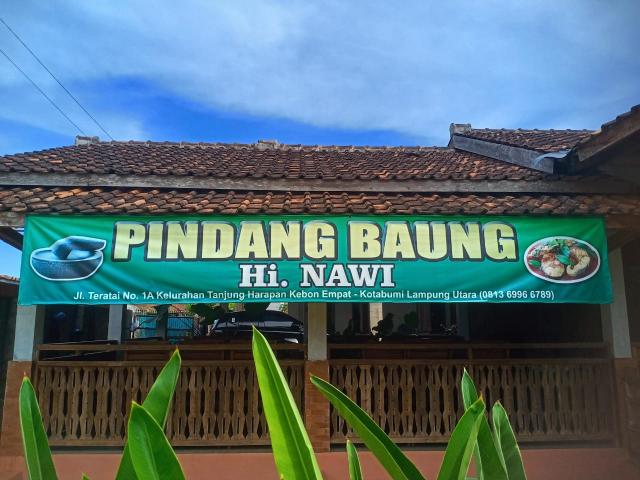 PINDANG BAUNG
Hi. NAWI
Jl. Teratai No. 1A Kelurahan Tanjung Harapan Kebon Empat - Kotabumi Lampung Utara (0813 6996 6789)